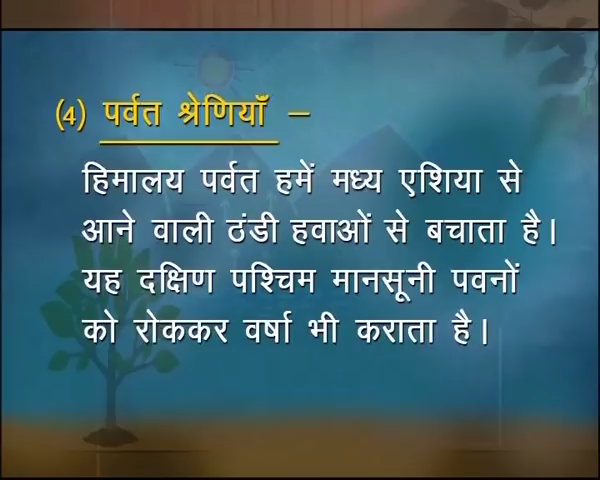 (4) पर्वत श्रेणियाँ –
हिमालय पर्वत हमें मध्य एशिया से
आने वाली ठंडी हवाओं से बचाता है।
यह दक्षिण पश्चिम मानसूनी पवनों
को रोककर वर्षा भी कराता है।